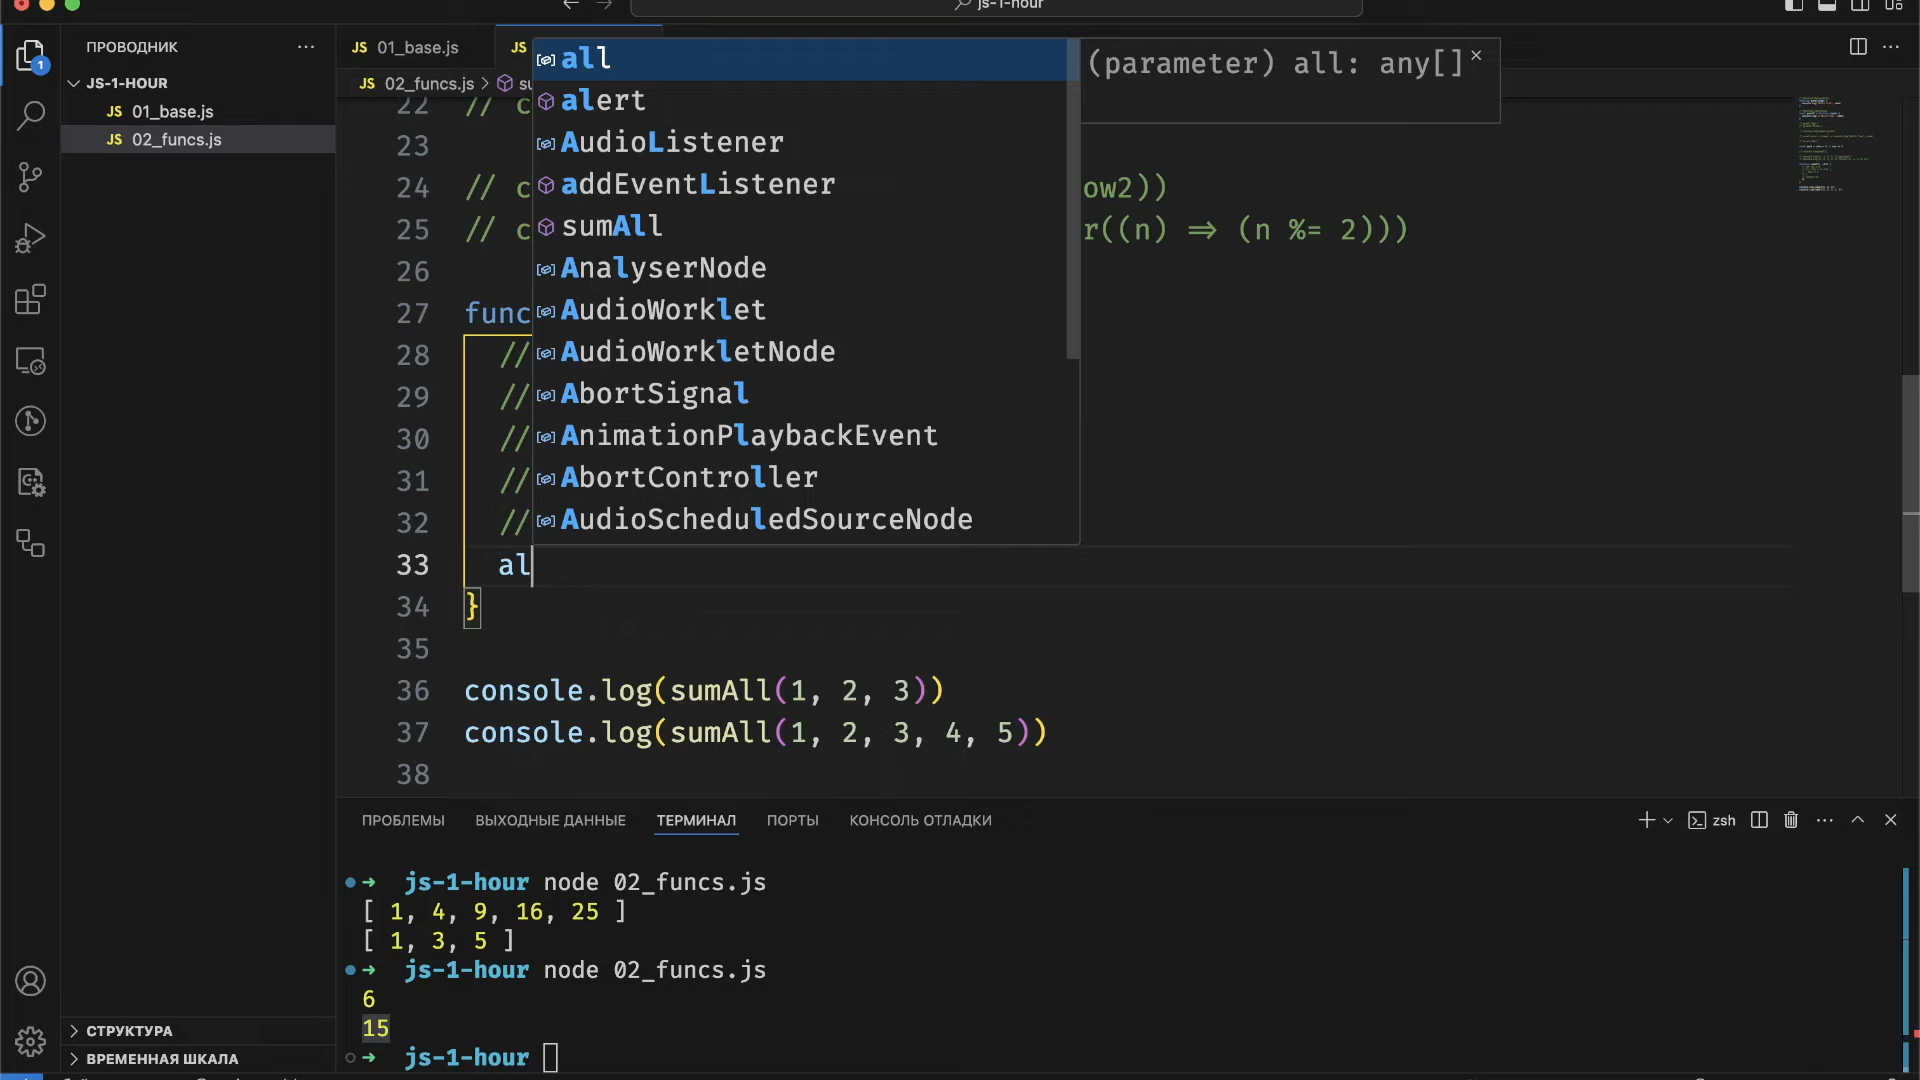 js-1-hour
ПРОВОДНИК
JS-1-HOUR
JS 01_base.js
JS 02_funcs.js
СТРУКТУРА
ВРЕМЕННАЯ ШКАЛА
1
JS 01_base.js
JS
JS 02_funcs.js > su
all
alert
AudioListener
addEventListener
sumAll
AnalyserNode
AudioWorklet
AudioWorkletNode
AbortSignal
AnimationPlaybackEvent
AbortController
AudioScheduledSourceNode
(parameter) all: any[]
22 // c
23
24 // c ow2))
25 // c r((n) => (n %= 2)))
26
27 func
28 //
29 //
30 //
31 //
32 //
33 al
34 }
35
36 console.log(sumAll(1, 2, 3))
37 console.log(sumAll(1, 2, 3, 4, 5))
38
ПРОБЛЕМЫ ВЫХОДНЫЕ ДАННЫЕ ТЕРМИНАЛ ПОРТЫ КОНСОЛЬ ОТЛАДКИ
zsh
➜ js-1-hour node 02_funcs.js
[ 1, 4, 9, 16, 25 ]
[ 1, 3, 5 ]
➜ js-1-hour node 02_funcs.js
6
15
➜ js-1-hour